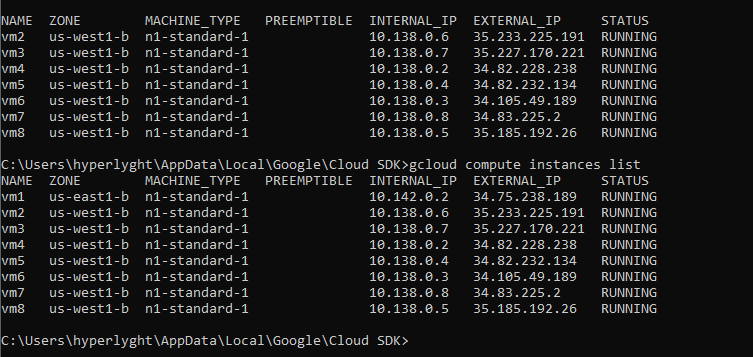 NAME ZONE MACHINE_TYPE PREEMPTIBLE INTERNAL_IP EXTERNAL_IP STATUS
vm2 us-west1-b n1-standard-1 10.138.0.6 35.233.225.191 RUNNING
vm3 us-west1-b n1-standard-1 10.138.0.7 35.227.170.221 RUNNING
vm4 us-west1-b n1-standard-1 10.138.0.2 34.82.228.238 RUNNING
vm5 us-west1-b n1-standard-1 10.138.0.4 34.82.232.134 RUNNING
vm6 us-west1-b n1-standard-1 10.138.0.3 34.105.49.189 RUNNING
vm7 us-west1-b n1-standard-1 10.138.0.8 34.83.225.2 RUNNING
vm8 us-west1-b n1-standard-1 10.138.0.5 35.185.192.26 RUNNING
C:\Users\hyperlyght\AppData\Local\Google\Cloud SDK>gcloud compute instances list
NAME ZONE MACHINE_TYPE PREEMPTIBLE INTERNAL_IP EXTERNAL_IP STATUS
vm1 us-east1-b n1-standard-1 10.142.0.2 34.75.238.189 RUNNING
vm2 us-west1-b n1-standard-1 10.138.0.6 35.233.225.191 RUNNING
vm3 us-west1-b n1-standard-1 10.138.0.7 35.227.170.221 RUNNING
vm4 us-west1-b n1-standard-1 10.138.0.2 34.82.228.238 RUNNING
vm5 us-west1-b n1-standard-1 10.138.0.4 34.82.232.134 RUNNING
vm6 us-west1-b n1-standard-1 10.138.0.3 34.105.49.189 RUNNING
vm7 us-west1-b n1-standard-1 10.138.0.8 34.83.225.2 RUNNING
vm8 us-west1-b n1-standard-1 10.138.0.5 35.185.192.26 RUNNING
C:\Users\hyperlyght\AppData\Local\Google\Cloud SDK>